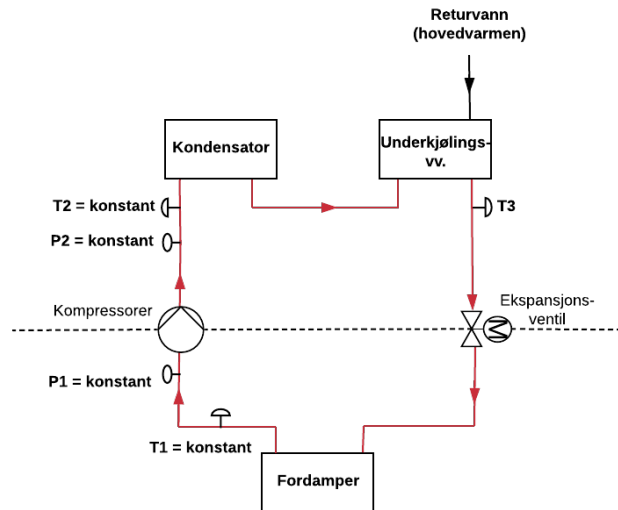 Returvann
(hovedvarmen)
Kondensator
Underkjølings-
vv.
T2 = konstant
T3
P2 = konstant
Kompressorer
Ekspansjons-
ventil
M
P1 = konstant
T1 = konstant
Fordamper